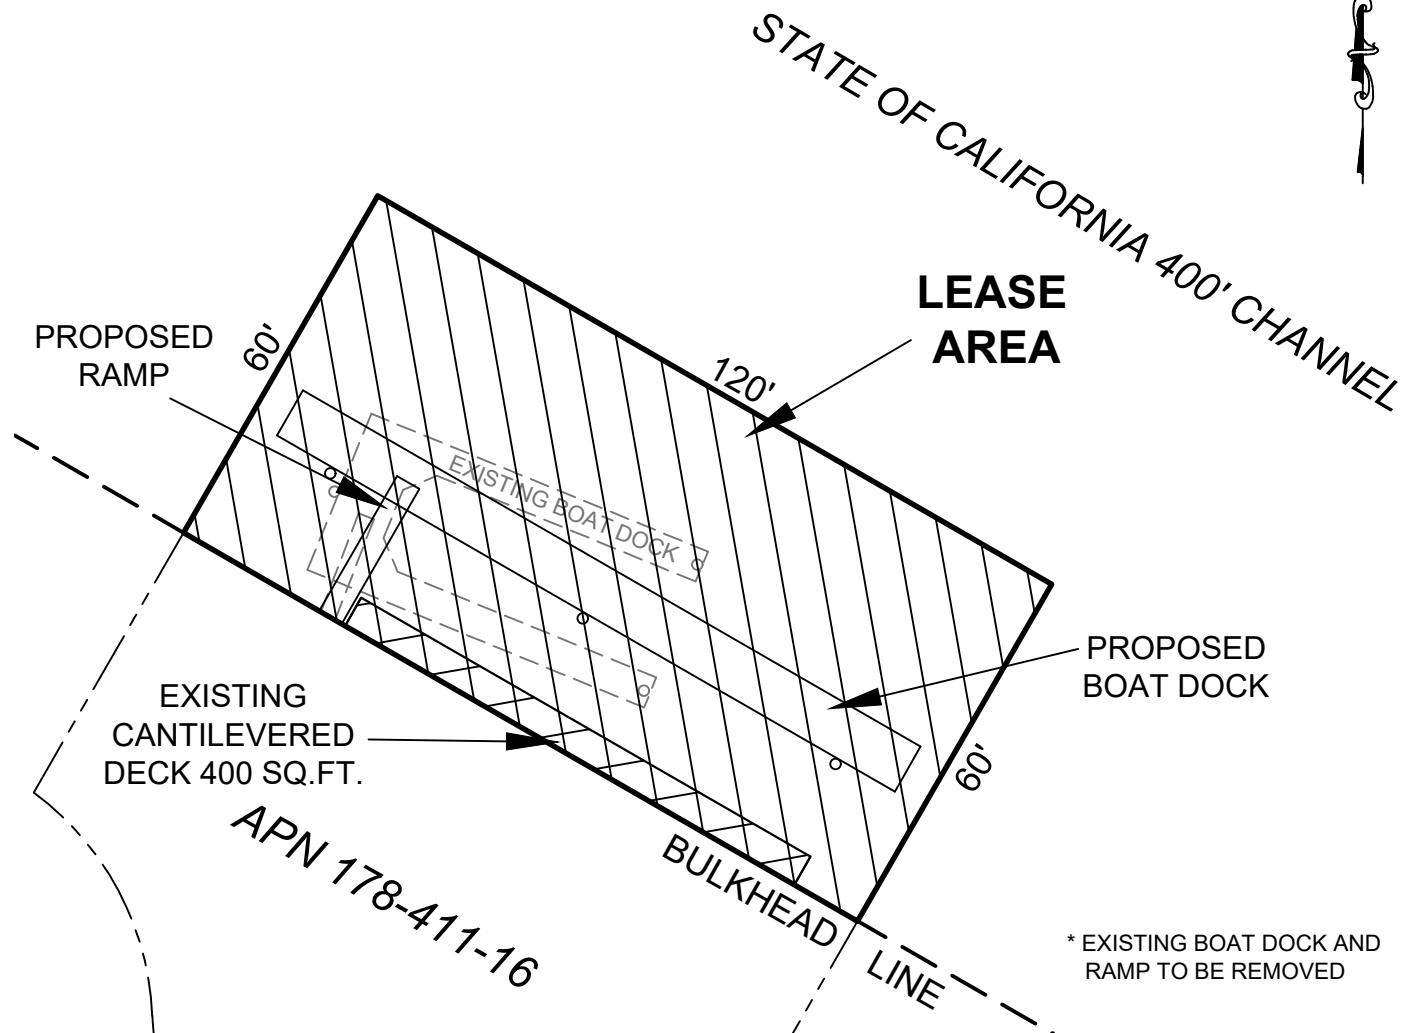 STATE OF CALIFORNIA 400' CHANNEL
LEASE
AREA
PROPOSED
RAMP
60'
120'
EXISTING BOAT DOCK
PROPOSED
BOAT DOCK
EXISTING
CANTILEVERED
DECK 400 SQ.FT.
60'
APN 178-411-16
BULKHEAD
LINE
* EXISTING BOAT DOCK AND
RAMP TO BE REMOVED